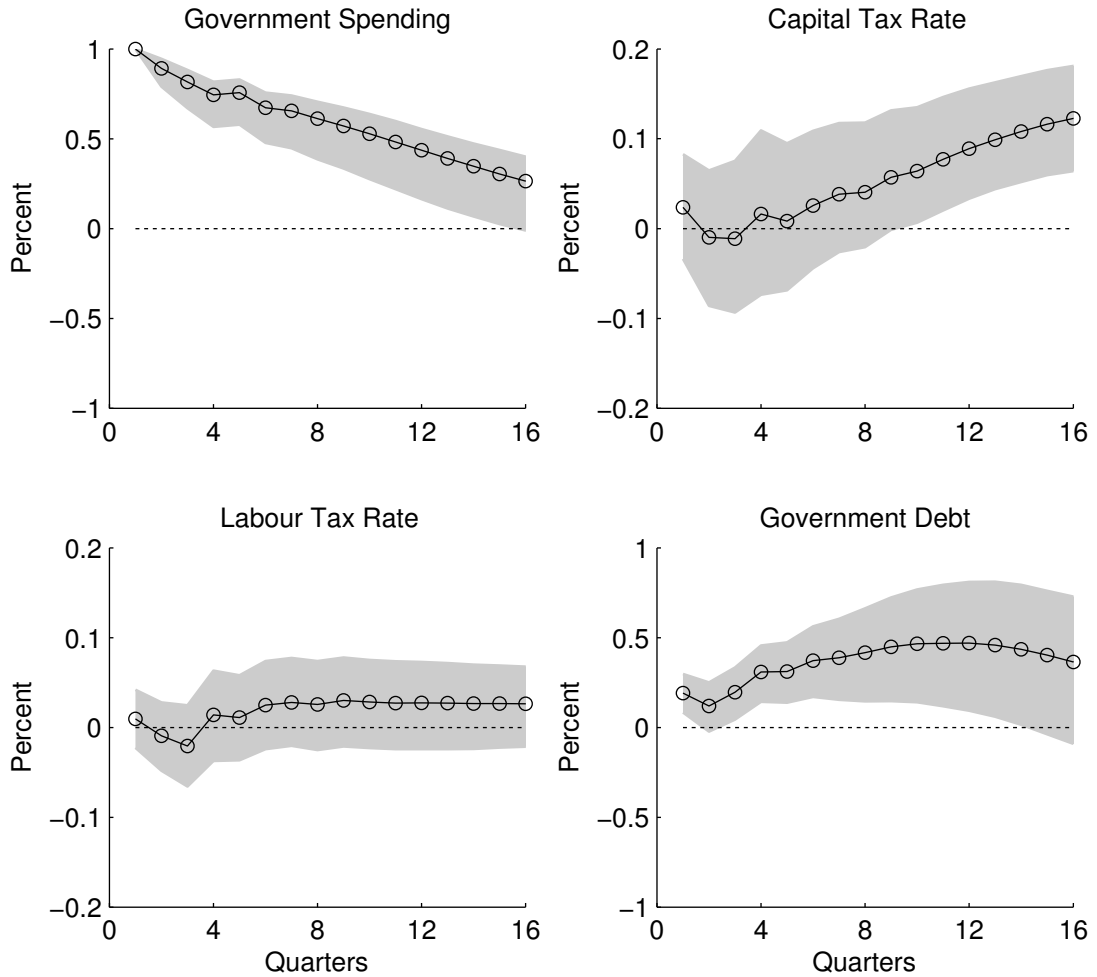 Government Spending
Capital Tax Rate
1
0.5
0
−0.5
−1
Percent
0 4 8 12 16
0.2
0.1
0
−0.1
−0.2
Percent
0 4 8 12 16
Labour Tax Rate
Government Debt
0.2
0.1
0
−0.1
−0.2
Percent
0 4 8 12 16
Quarters
1
0.5
0
−0.5
−1
Percent
0 4 8 12 16
Quarters